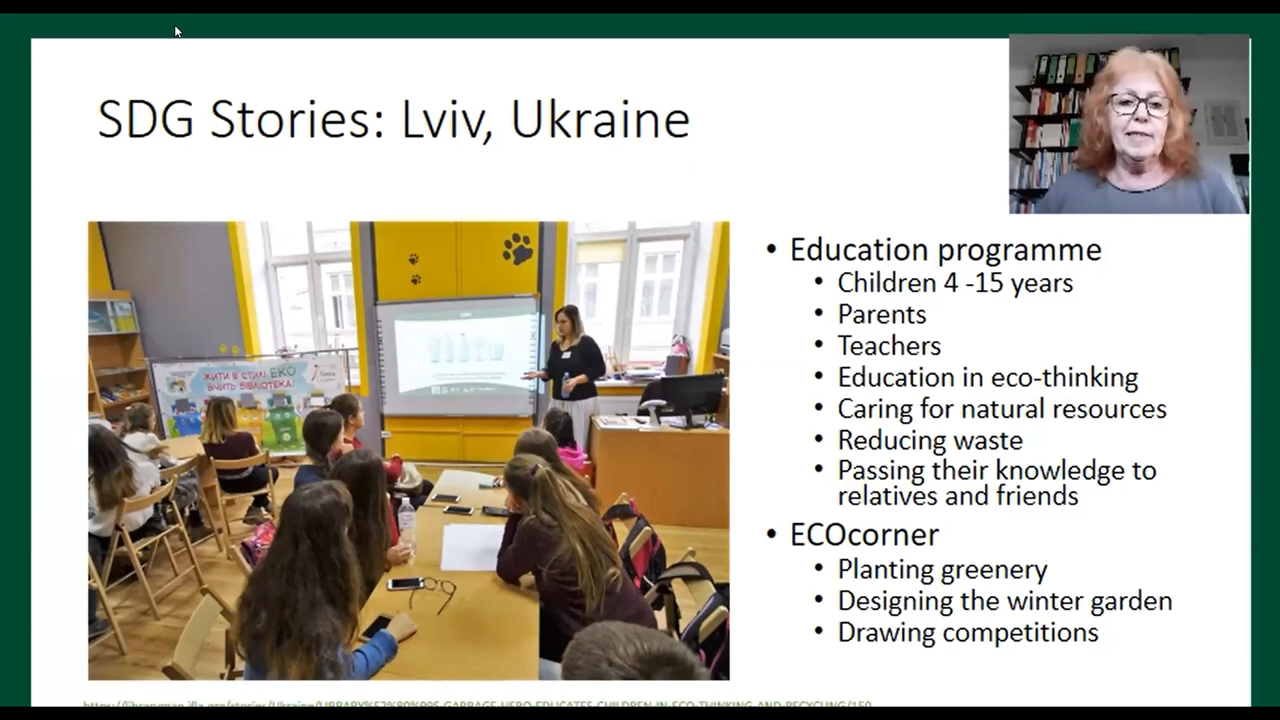 SDG Stories: Lviv, Ukraine
ЖИТИ В СТИЛІ ЕКО
ВЧИТЬ БІБЛІОТЕКА!
• Education programme
• Children 4 -15 years
• Parents
• Teachers
• Education in eco-thinking
• Caring for natural resources
• Reducing waste
• Passing their knowledge to
relatives and friends
• ECOcorner
• Planting greenery
• Designing the winter garden
• Drawing competitions